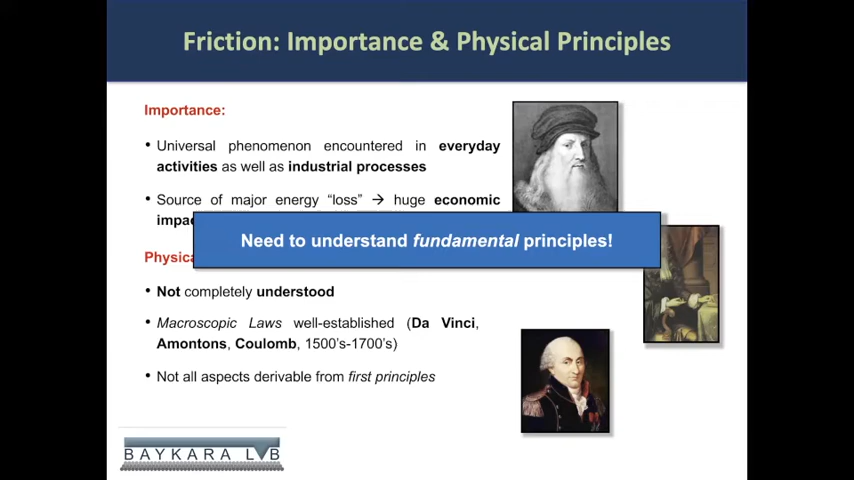 Friction: Importance & Physical Principles
Importance:
• Universal phenomenon encountered in everyday
activities as well as industrial processes
• Source of major energy “loss” → huge economic
Need to understand fundamental principles!
• Not completely understood
• Macroscopic Laws well-established (Da Vinci,
Amontons, Coulomb, 1500's-1700's)
• Not all aspects derivable from first principles
BAYKARA LAB